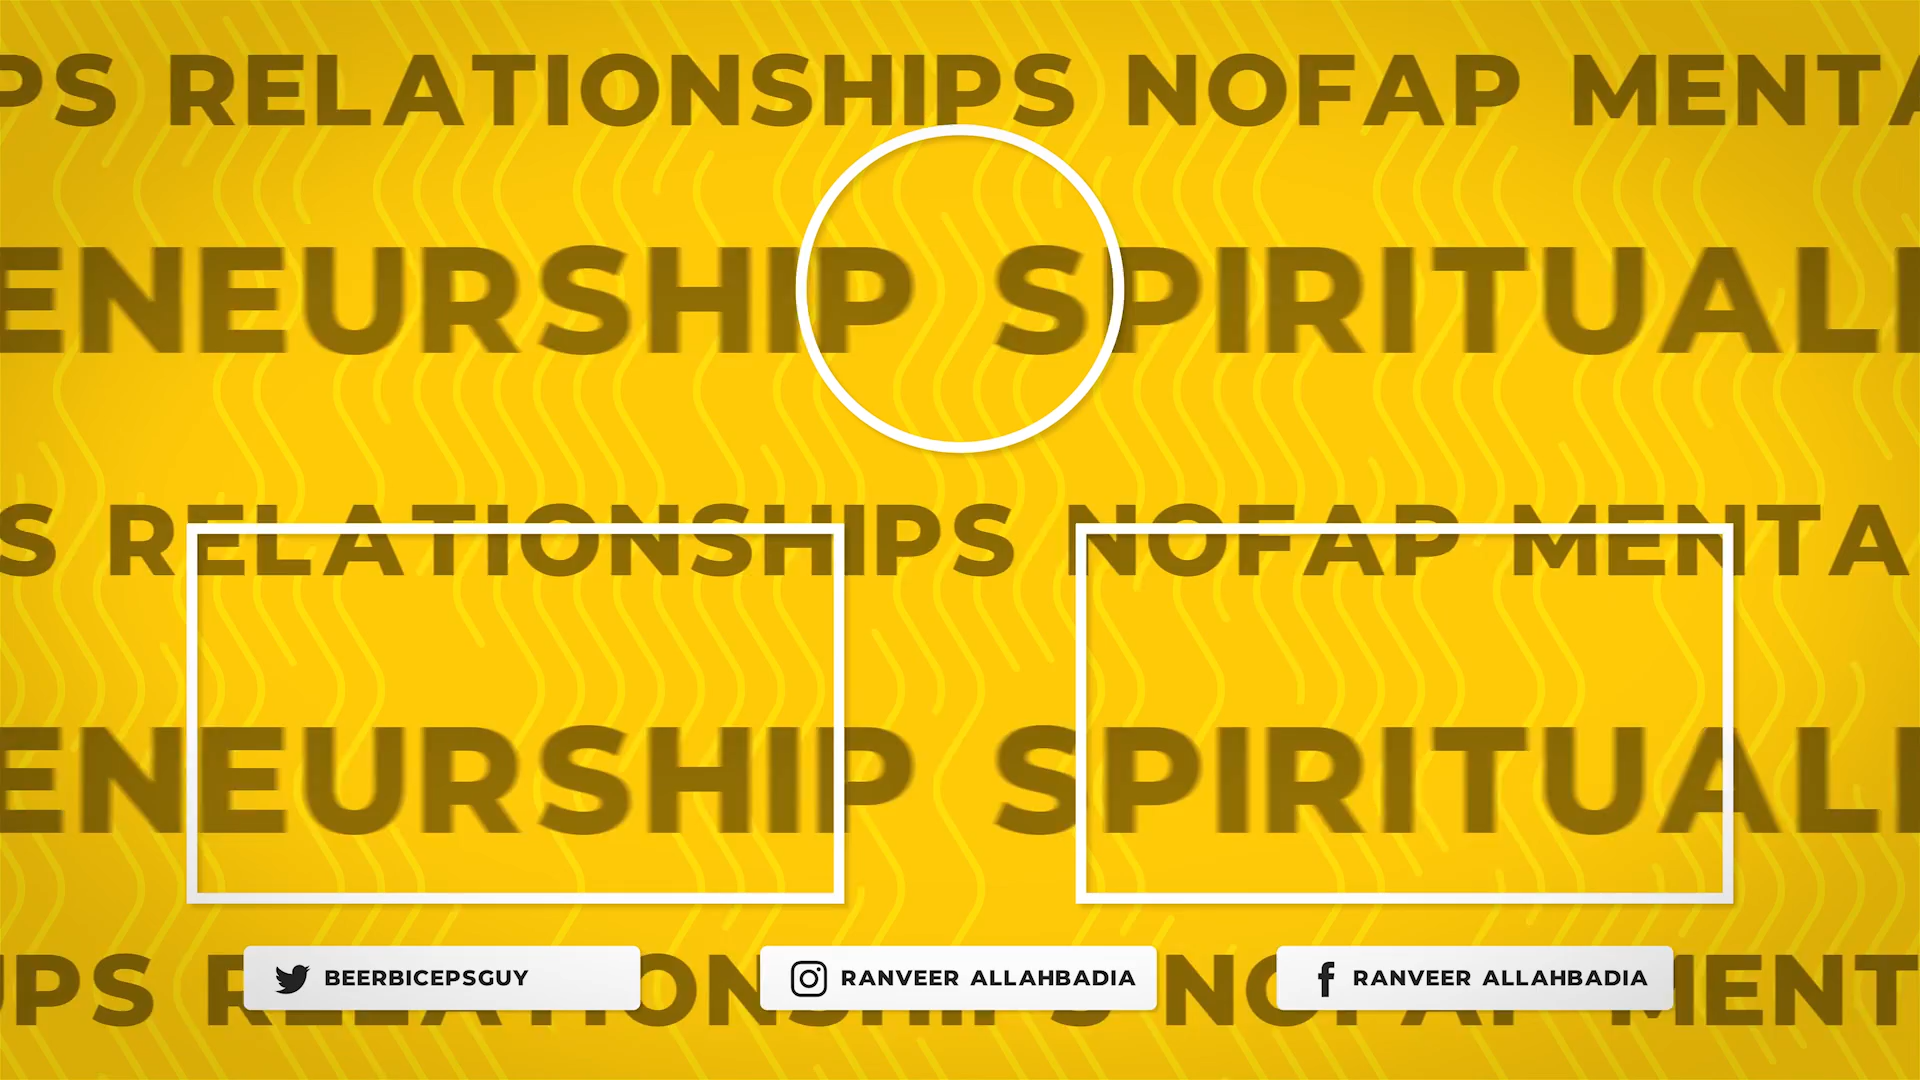 PS RELATIONSHIPS NOFAP MENTA
ENEURSHIP SPIRITUALI
S RELATIONSHIPS NOFAP MENTA
ENEURSHIP SPIRITUALI
BEERBICEPSGUY
RANVEER ALLAHBADIA
RANVEER ALLAHBADIA